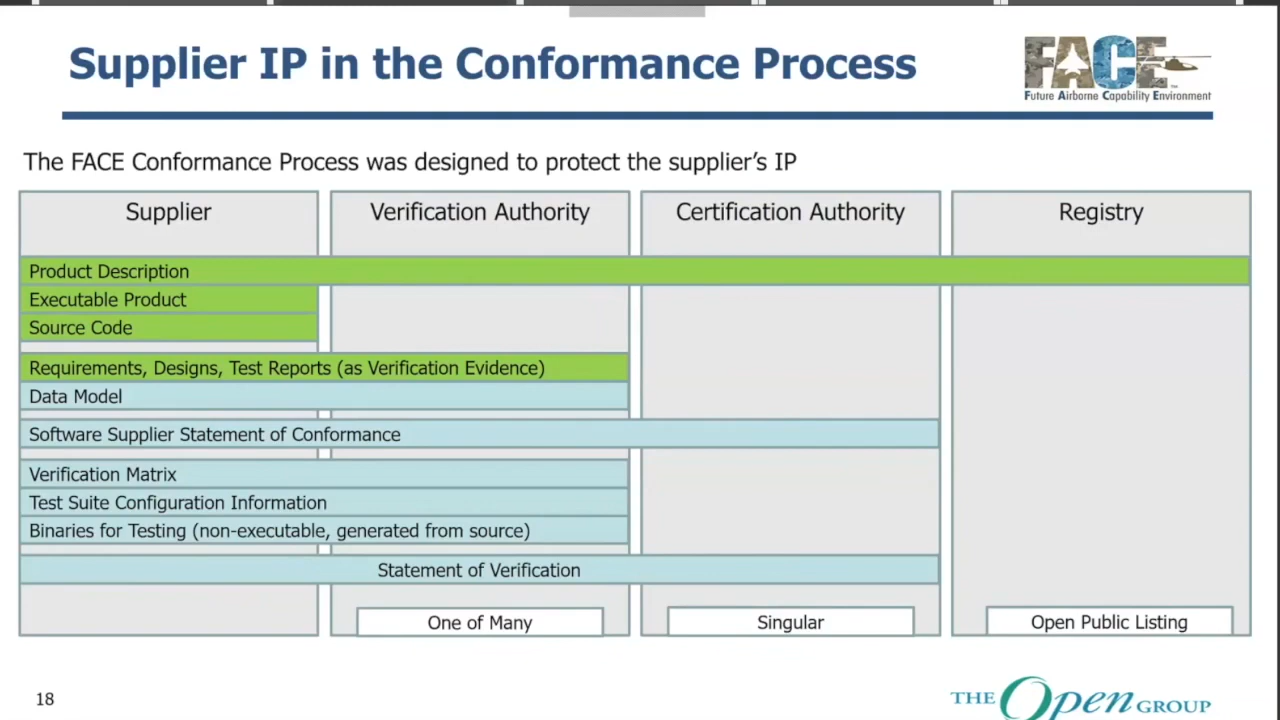 Supplier IP in the Conformance Process
FACE
Future Airborne Capability Environment
The FACE Conformance Process was designed to protect the supplier's IP
Supplier
Verification Authority
Certification Authority
Registry
Product Description
Executable Product
Source Code
Requirements, Designs, Test Reports (as Verification Evidence)
Data Model
Software Supplier Statement of Conformance
Verification Matrix
Test Suite Configuration Information
Binaries for Testing (non-executable, generated from source)
Statement of Verification
One of Many
Singular
Open Public Listing
18
THE Open GROUP